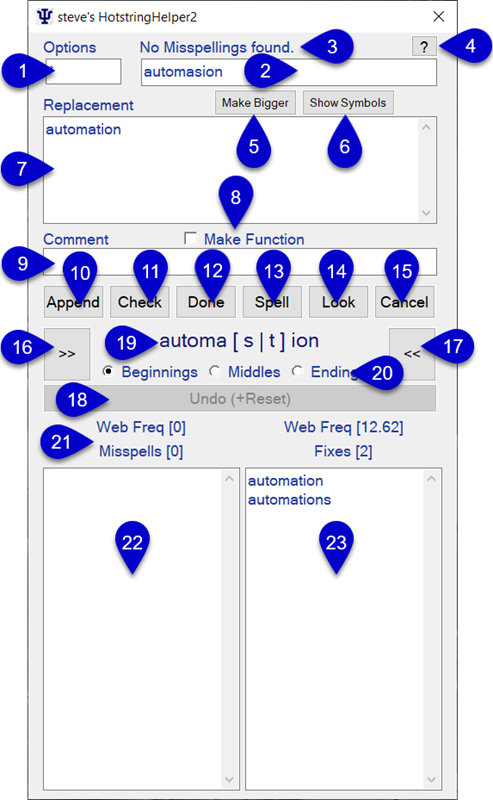 steve's HotstringHelper2
Options
No Misspellings found.
3
?
4
1
*
automasion
2
Replacement
Make Bigger
Show Symbols
automation
5
6
7
8
Comment
Make Function
9
10
11
12
13
14
15
Append
Check
Done
Spell
Look
Cancel
16
>>
19
automa [ s | t ] ion
<<
17
Beginnings
Middles
Ending
20
18
Undo (+Reset)
21
Web Freq [0]
Web Freq [12.62]
Misspells [0]
Fixes [2]
automation
automations
22
23